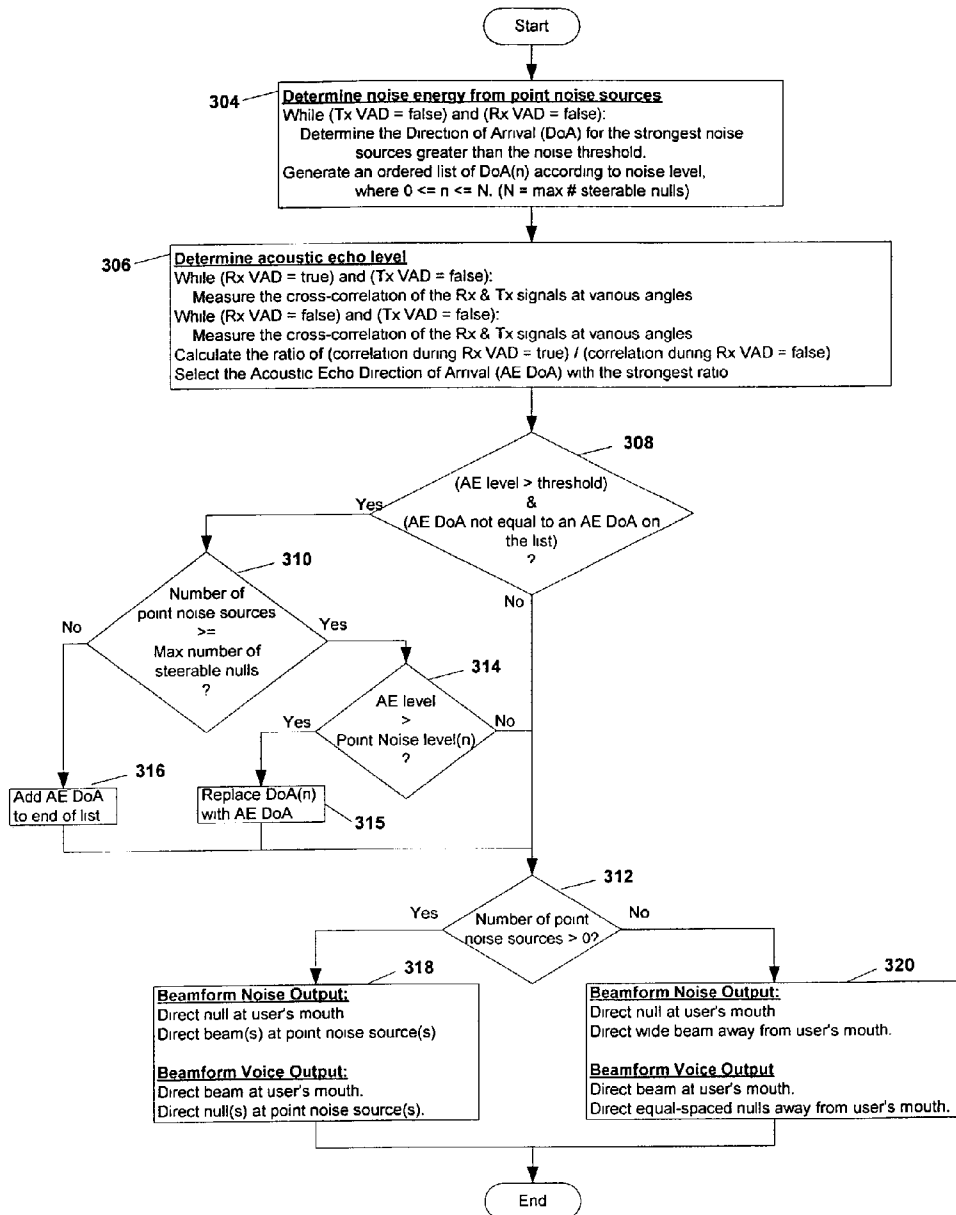 Start
304
Determine noise energy from point noise sources
While (Tx VAD = false) and (Rx VAD = false):
Determine the Direction of Arrival (DoA) for the strongest noise
sources greater than the noise threshold.
Generate an ordered list of DoA(n) according to noise level,
where 0 <= n <= N. (N = max # steerable nulls)
306
Determine acoustic echo level
While (Rx VAD = true) and (Tx VAD = false):
Measure the cross-correlation of the Rx & Tx signals at various angles
While (Rx VAD = false) and (Tx VAD = false):
Measure the cross-correlation of the Rx & Tx signals at various angles
Calculate the ratio of (correlation during Rx VAD = true) / (correlation during Rx VAD = false)
Select the Acoustic Echo Direction of Arrival (AE DoA) with the strongest ratio
308
(AE level > threshold)
&
(AE DoA not equal to an AE DoA on
the list)
?
Yes
No
310
Number of
point noise sources
>=
Max number of
steerable nulls
?
No
Yes
314
AE level
>
Point Noise level(n)
?
Yes
No
316
Add AE DoA
to end of list
Replace DoA(n)
with AE DoA
315
312
Number of point
noise sources > 0?
Yes
No
318
Beamform Noise Output:
Direct null at user's mouth
Direct beam(s) at point noise source(s)
Beamform Voice Output:
Direct beam at user's mouth.
Direct null(s) at point noise source(s).
320
Beamform Noise Output:
Direct null at user's mouth
Direct wide beam away from user's mouth.
Beamform Voice Output
Direct beam at user's mouth.
Direct equal-spaced nulls away from user's mouth.
End